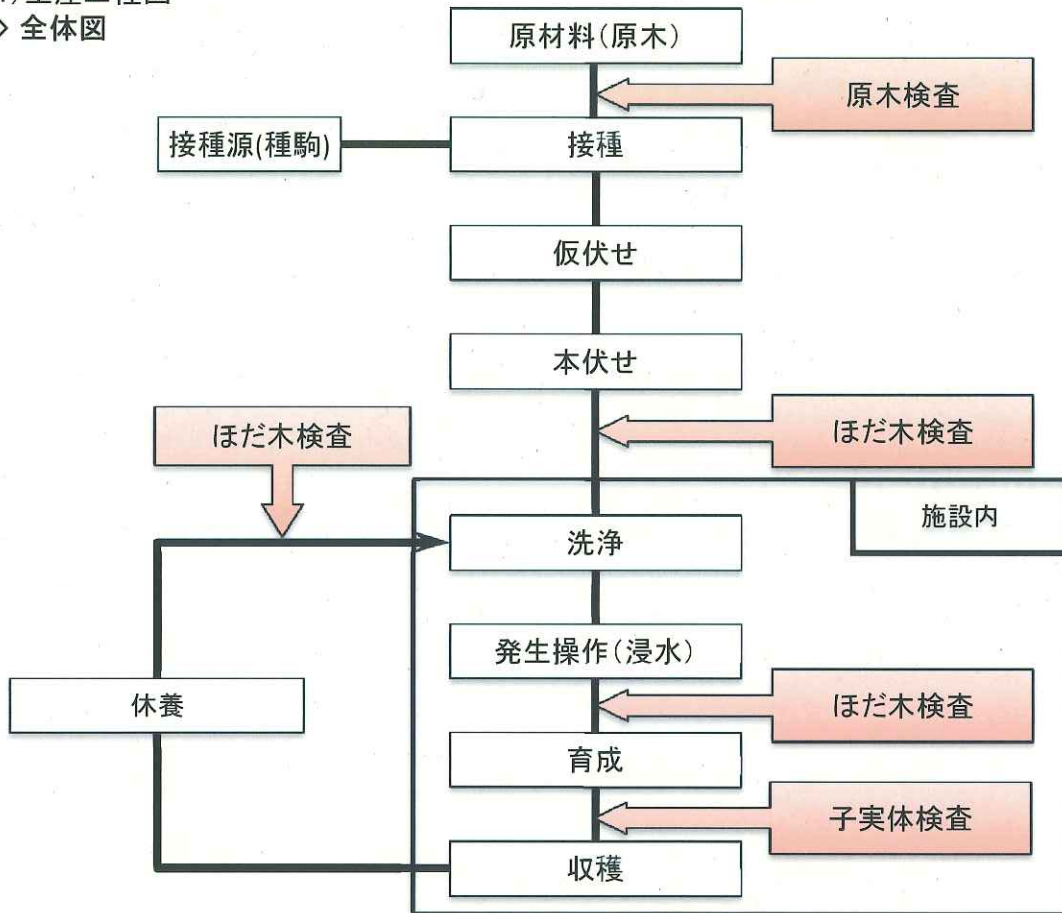 全体図
原材料(原木)
原木検査
接種源(種駒)
接種
仮伏せ
本伏せ
ほだ木検査
ほだ木検査
施設内
洗浄
発生操作(浸水)
休養
ほだ木検査
育成
子実体検査
収穫